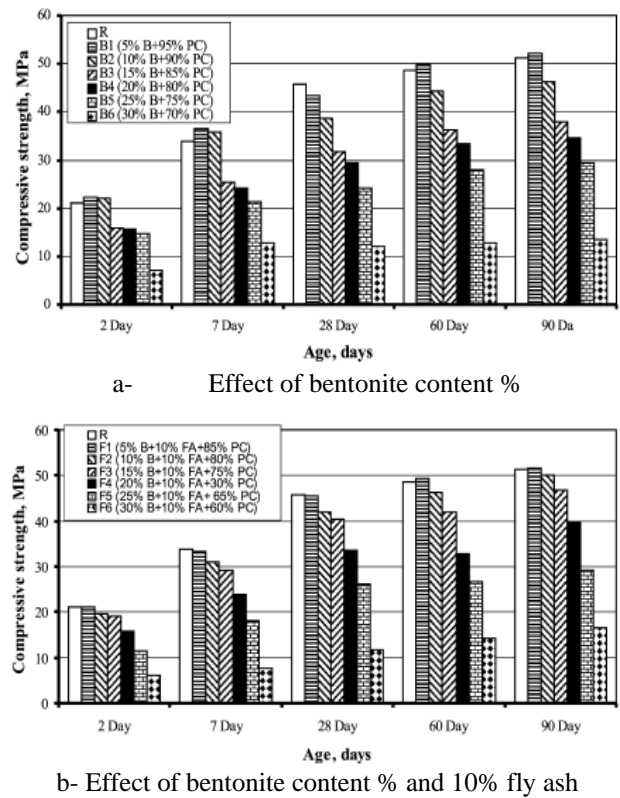 60
50
40
30
20
10
0
Compressive strength, MPa
R
B1 (5% B+95% PC)
B2 (10% B+90% PC)
B3 (15% B+85% PC)
B4 (20% B+80% PC)
B5 (25% B+75% PC)
B6 (30% B+70% PC)
2 Day 7 Day 28 Day 60 Day 90 Da
Age, days
a- Effect of bentonite content %
60
50
40
30
20
10
0
Compressive strength, MPa
R
F1 (5% B+10% FA+85% PC)
F2 (10% B+10% FA+80% PC)
F3 (15% B+10% FA+75% PC)
F4 (20% B+10% FA+30% PC)
F5 (25% B+10% FA+ 65% PC)
F6 (30% B+10% FA+60% PC)
2 Day 7 Day 28 Day 60 Day 90 Day
Age, days
b- Effect of bentonite content % and 10% fly ash